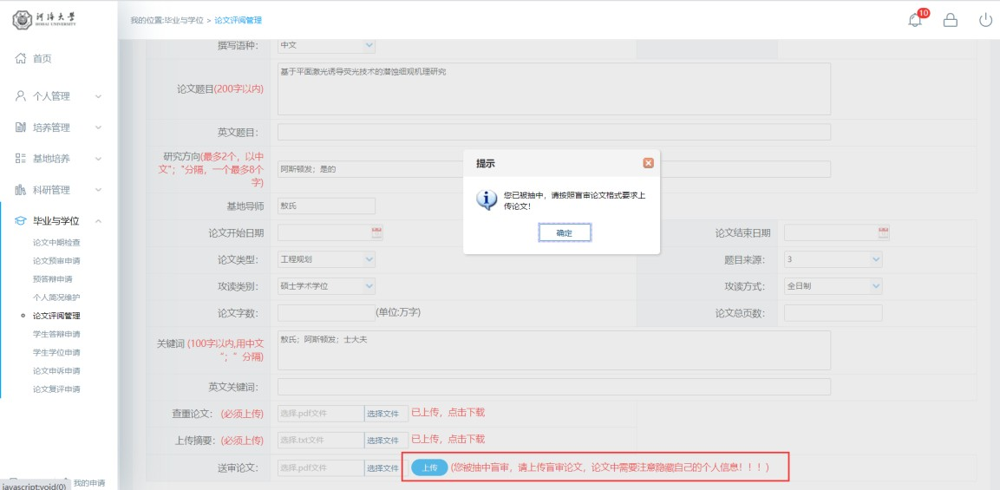 河海大学
HOHAI UNIVERSITY
我的位置:毕业与学位 > 论文评阅管理
10
首页
个人管理
培养管理
基地培养
科研管理
毕业与学位
论文中期检查
论文预审申请
预答辩申请
个人简况维护
论文评阅管理
学生答辩申请
学生学位申请
论文申诉申请
论文复评申请
我的申请
javascript:void(0)
撰写语种: 中文
论文题目(200字以内) 基于平面激光诱导荧光技术的潜蚀细观机理研究
英文题目:
研究方向(最多2个，以中
文"；"分隔，一个最多8个
字)
阿斯顿发；是的
基地导师 敖氏
论文开始日期 论文结束日期
论文类型: 工程规划 题目来源: 3
攻读类别: 硕士学术学位 攻读方式: 全日制
论文字数: (单位:万字) 论文总页数:
关键词 (100字以内,用中文
“；”分隔)
敖氏；阿斯顿发；士大夫
英文关键词:
查重论文: (必须上传) 选择.pdf文件 选择文件 已上传，点击下载
上传摘要: (必须上传) 选择.txt文件 选择文件 已上传，点击下载
送审论文: 选择.pdf文件 选择文件 上传 (您被抽中盲审，请上传盲审论文，论文中需要注意隐藏自己的个人信息！！！)
提示
您已被抽中，请按照盲审论文格式要求上
传论文！
确定